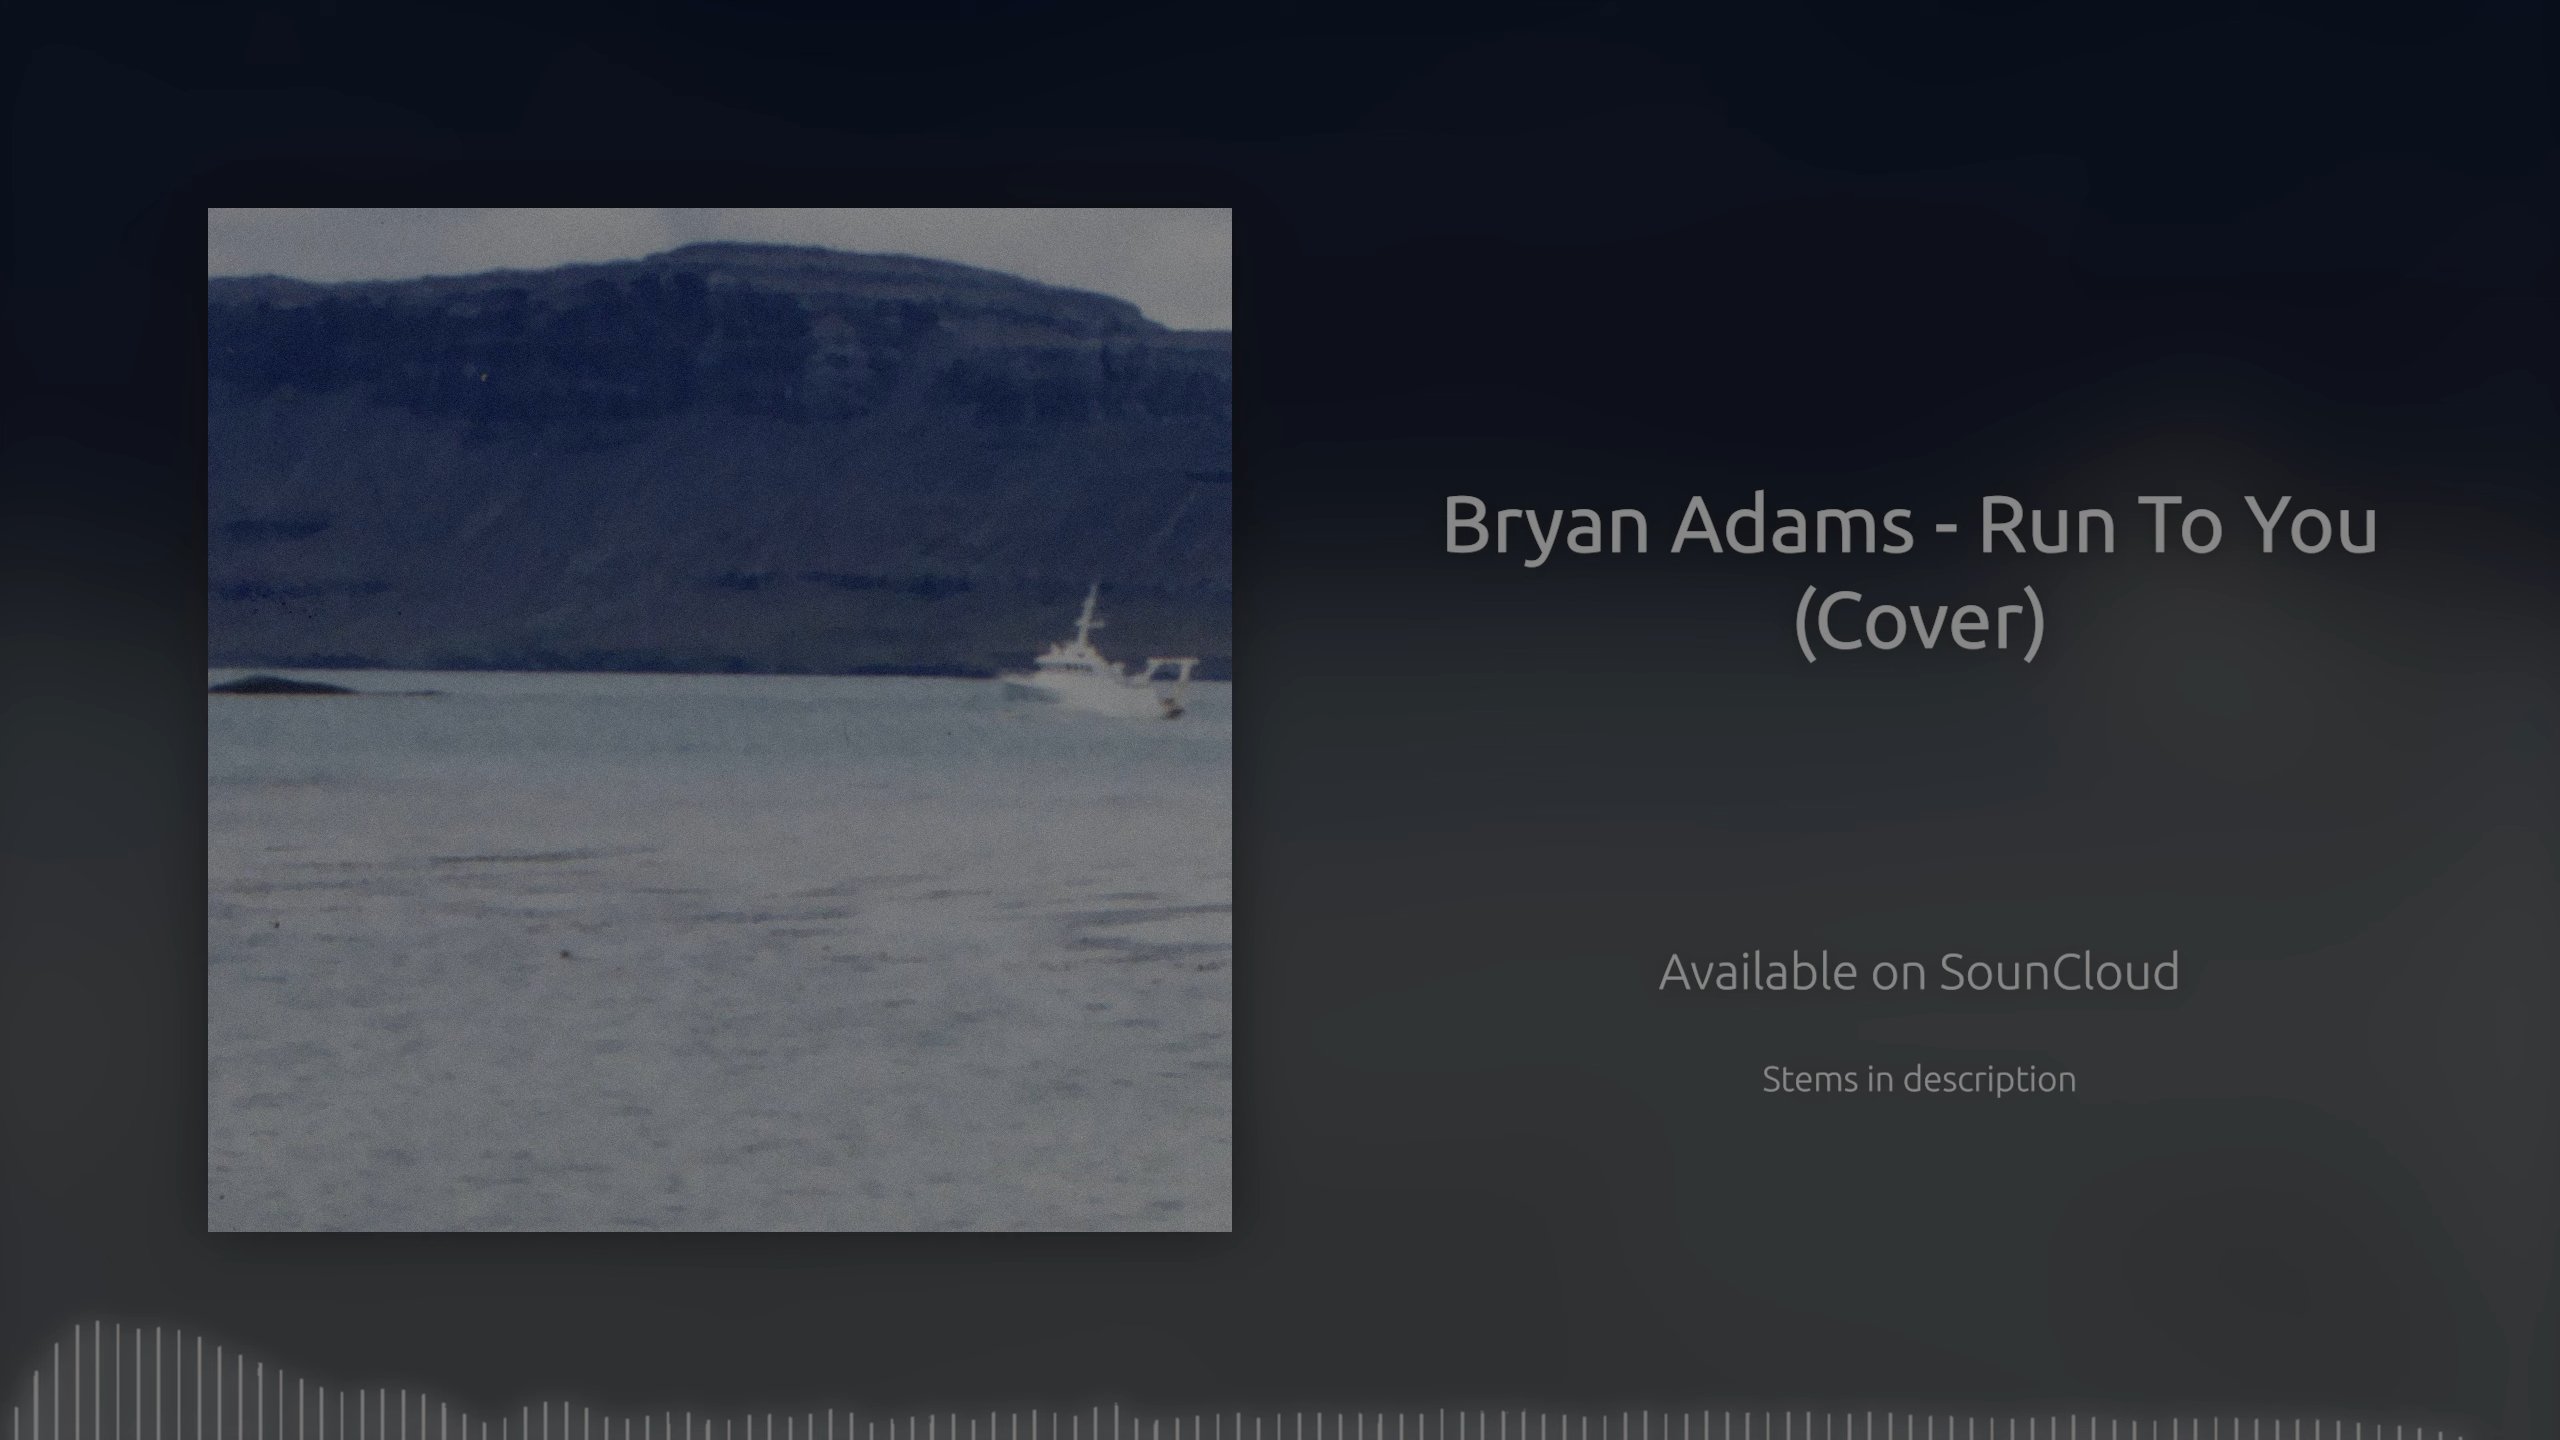 Bryan Adams - Run To You
(Cover)
Available on SounCloud
Stems in description